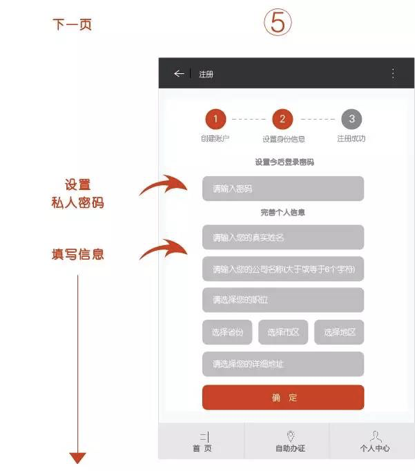 下一页
5
注册
1
2
3
创建账户
设置身份信息
注册成功
设置今后登录密码
设置
私人密码
请输入密码
完善个人信息
填写信息
请输入您的真实姓名
请输入您的公司名称(大于或等于6个字符)
请选择您的职位
选择省份
选择市区
选择地区
请选择您的详细地址
确 定
首 页
自助办证
个人中心